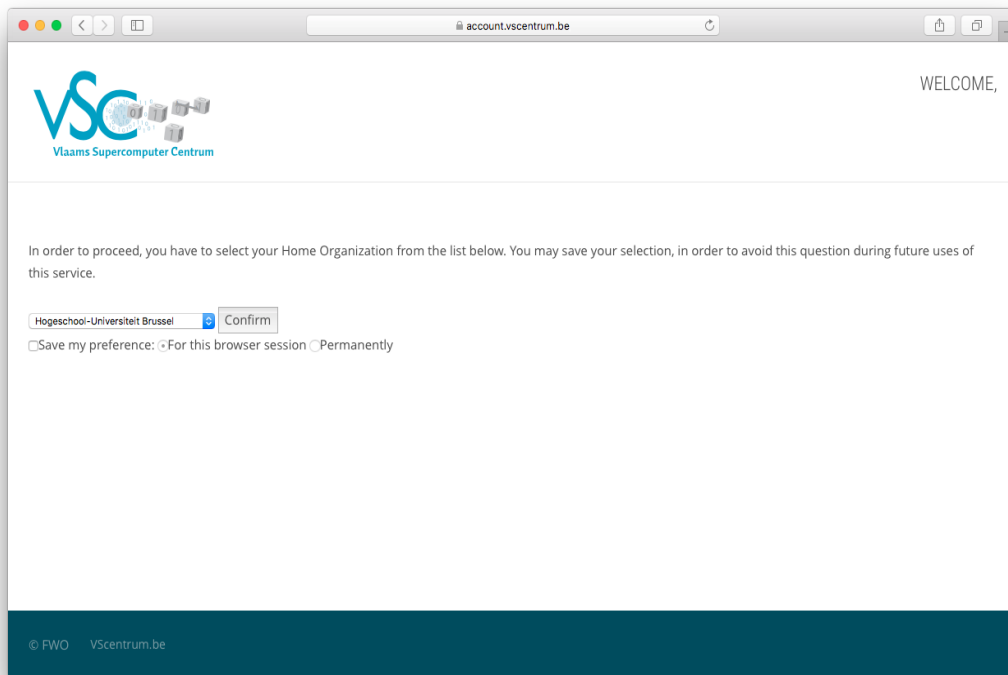 account.vscentrum.be
WELCOME,
VSC
Vlaams Supercomputer Centrum
In order to proceed, you have to select your Home Organization from the list below. You may save your selection, in order to avoid this question during future uses of
this service.
Hogeschool-Universiteit Brussel Confirm
Save my preference: For this browser session Permanently
© FWO VScentrum.be